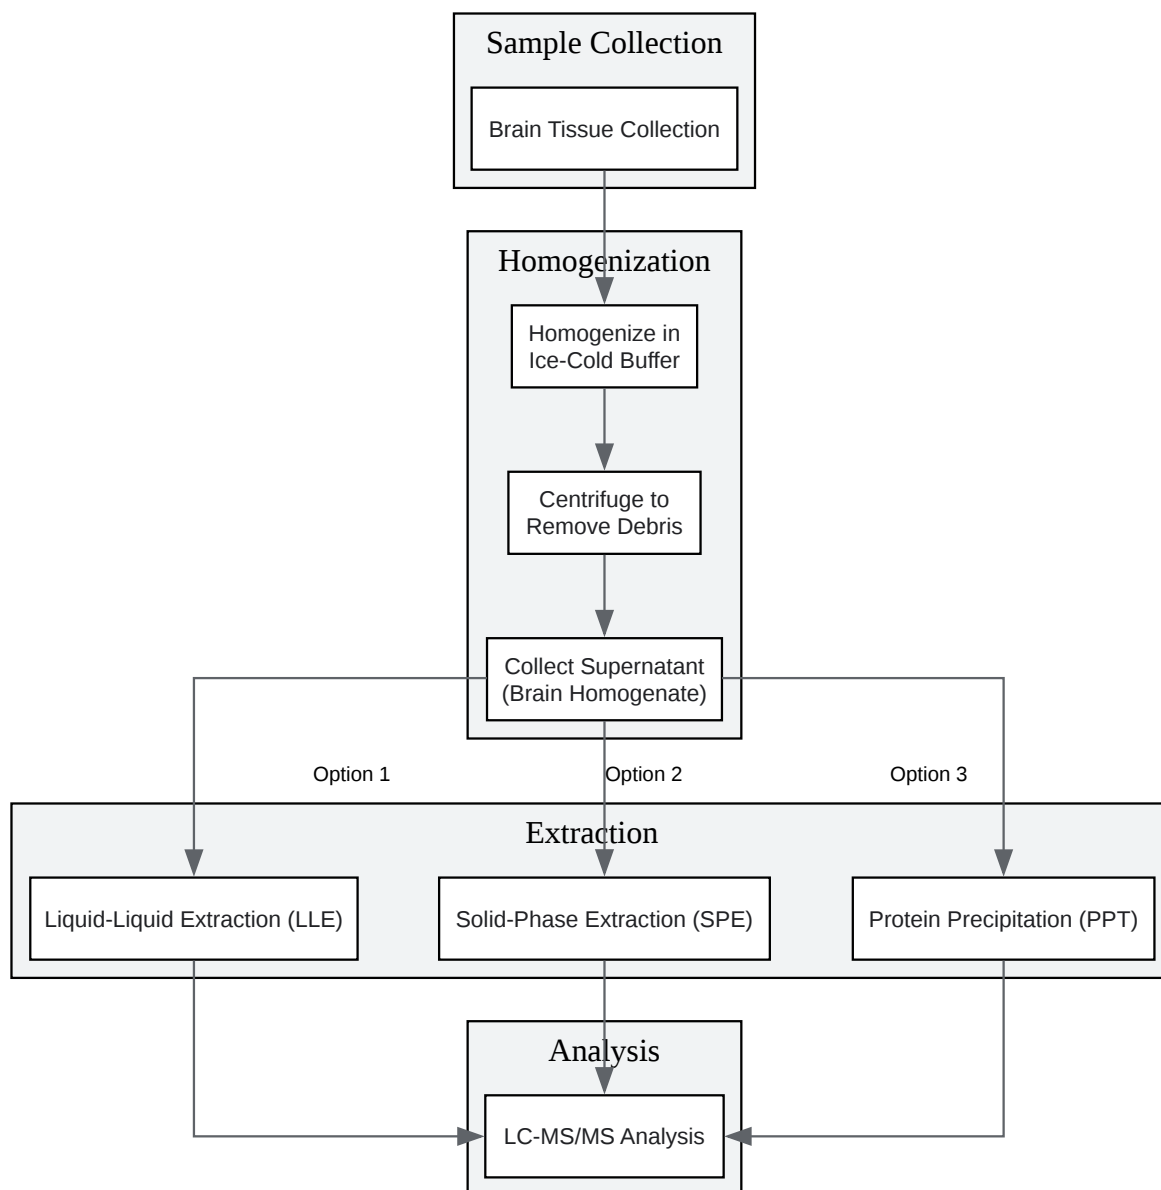 Sample Collection
Brain Tissue Collection
Homogenization
Homogenize in
Ice-Cold Buffer
Centrifuge to
Remove Debris
Collect Supernatant
(Brain Homogenate)
Option 1
Option 2
Option 3
Extraction
Liquid-Liquid Extraction (LLE)
Solid-Phase Extraction (SPE)
Protein Precipitation (PPT)
Analysis
LC-MS/MS Analysis